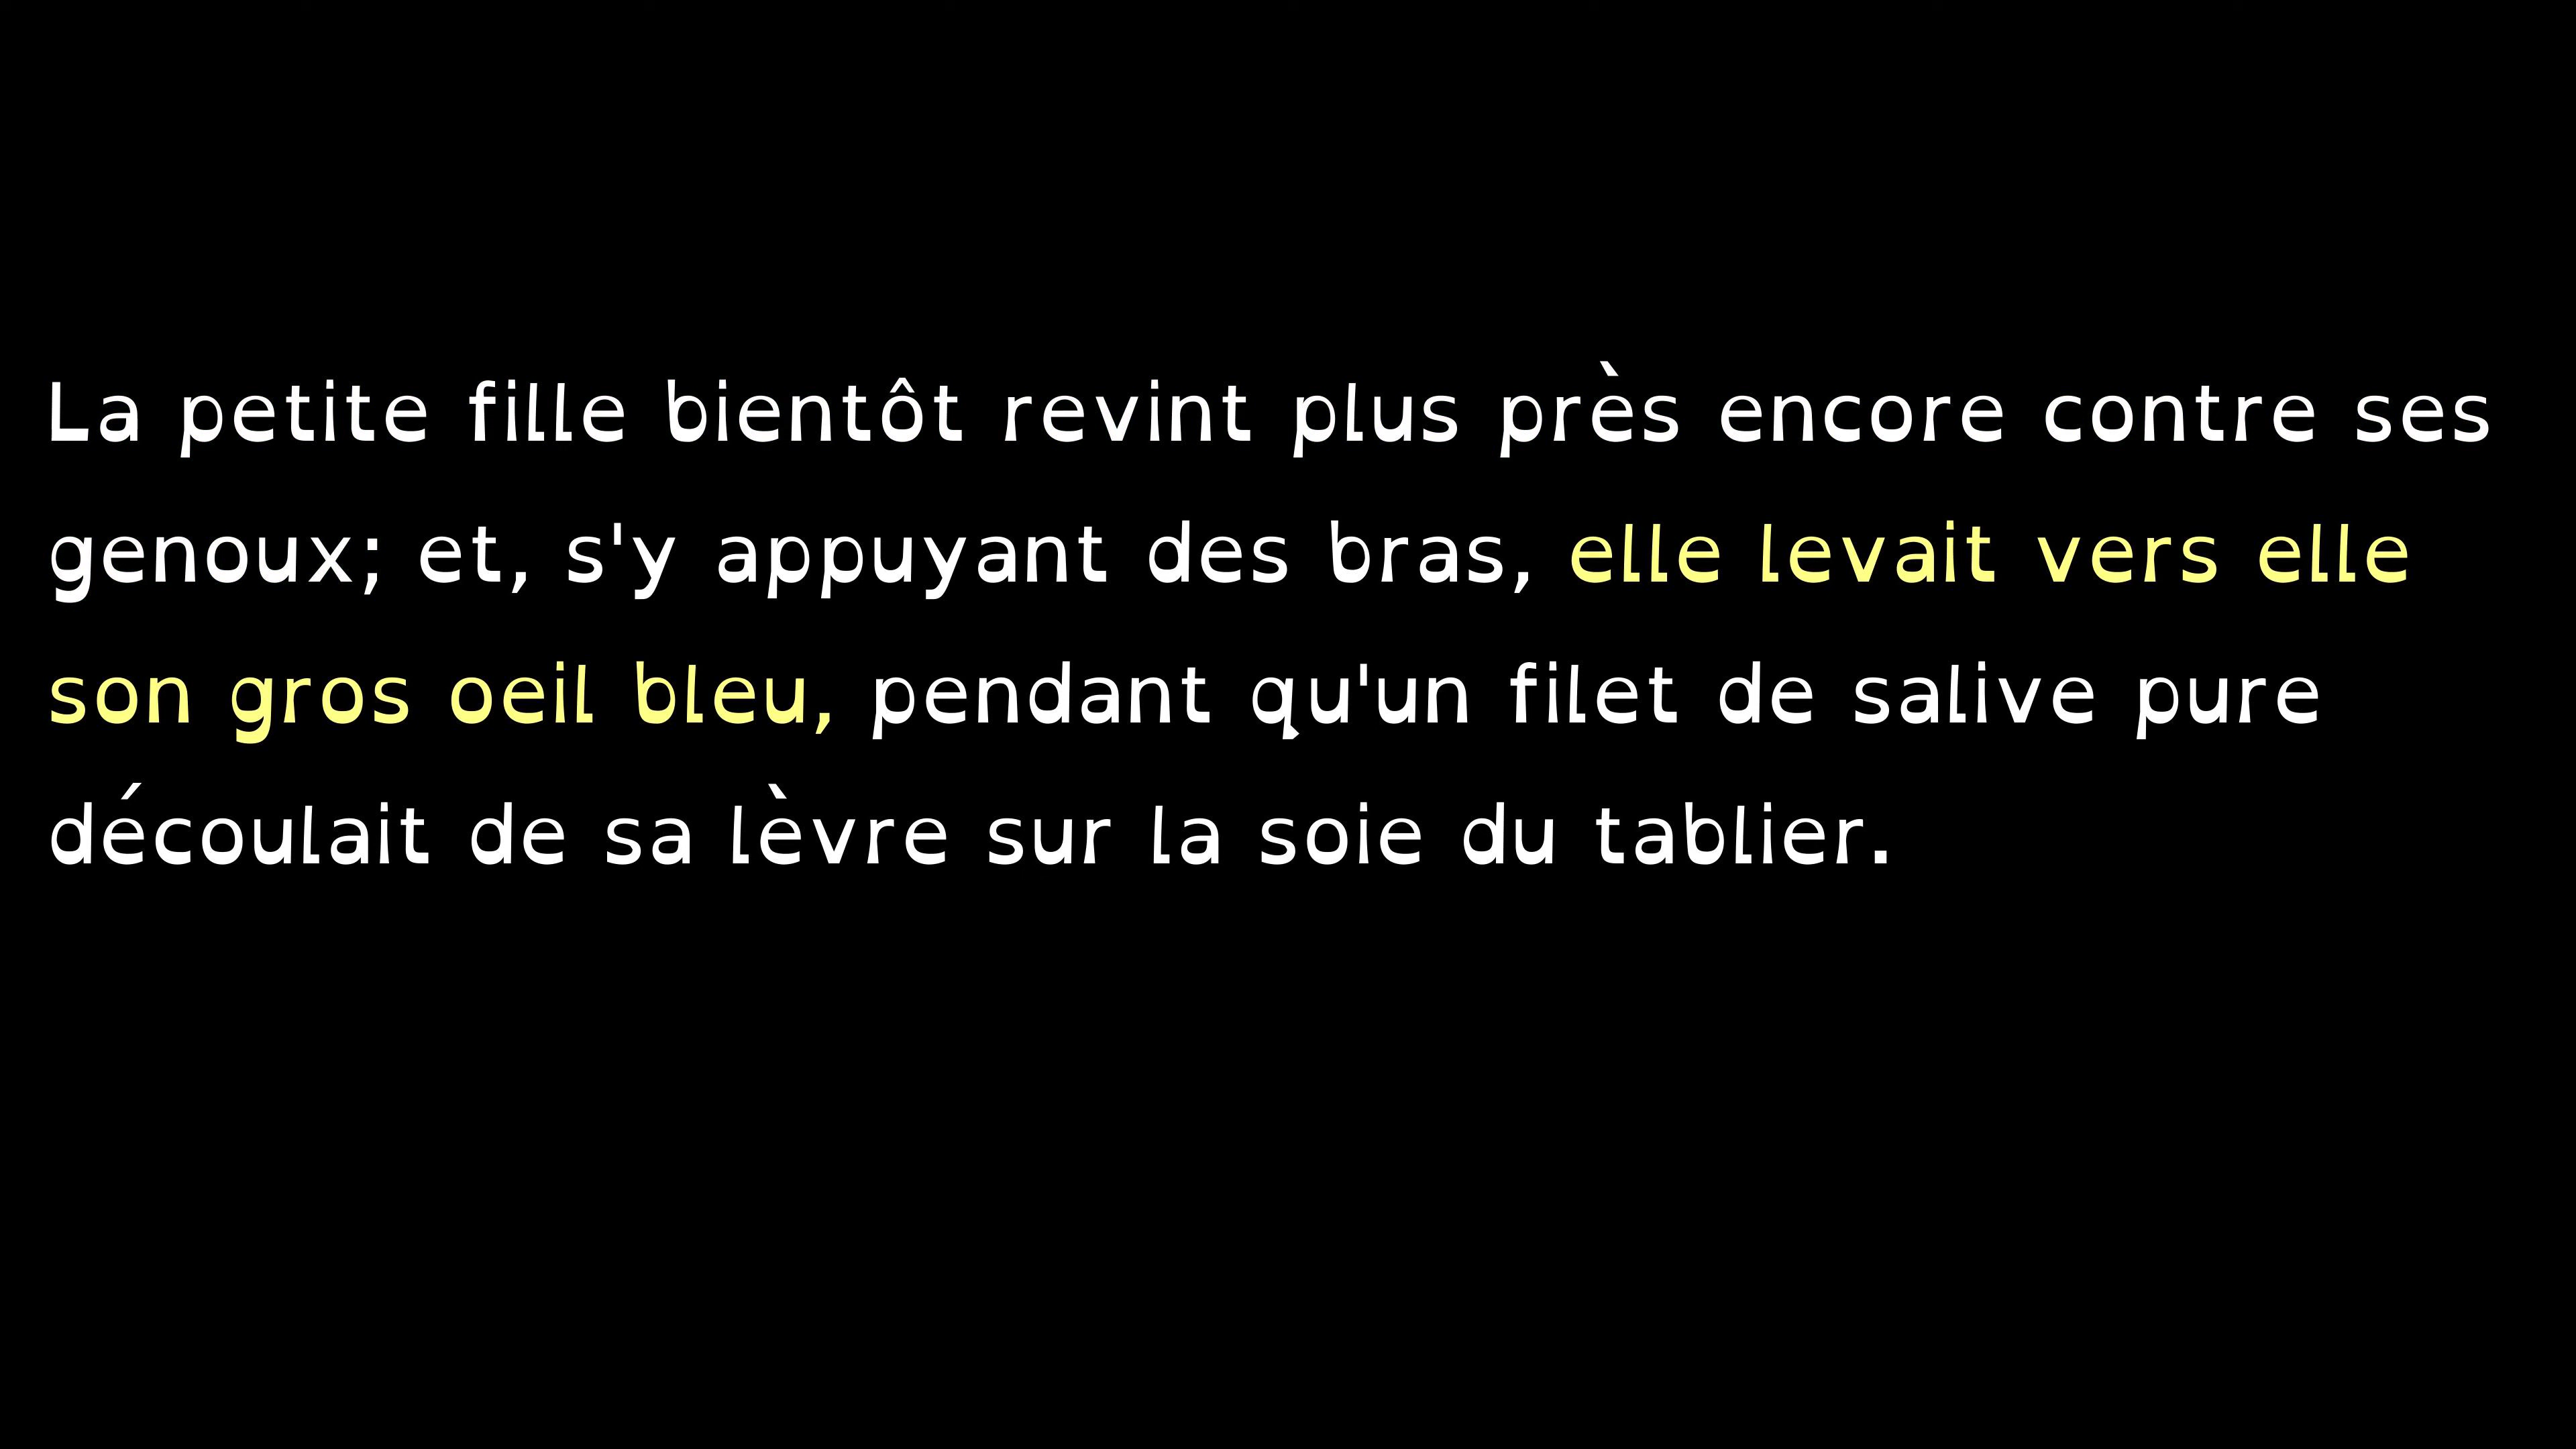 La petite fille bientôt revint plus près encore contre ses
genoux; et, s'y appuyant des bras, elle levait vers elle
son gros oeil bleu, pendant qu'un filet de salive pure
découlait de sa lèvre sur la soie du tablier.